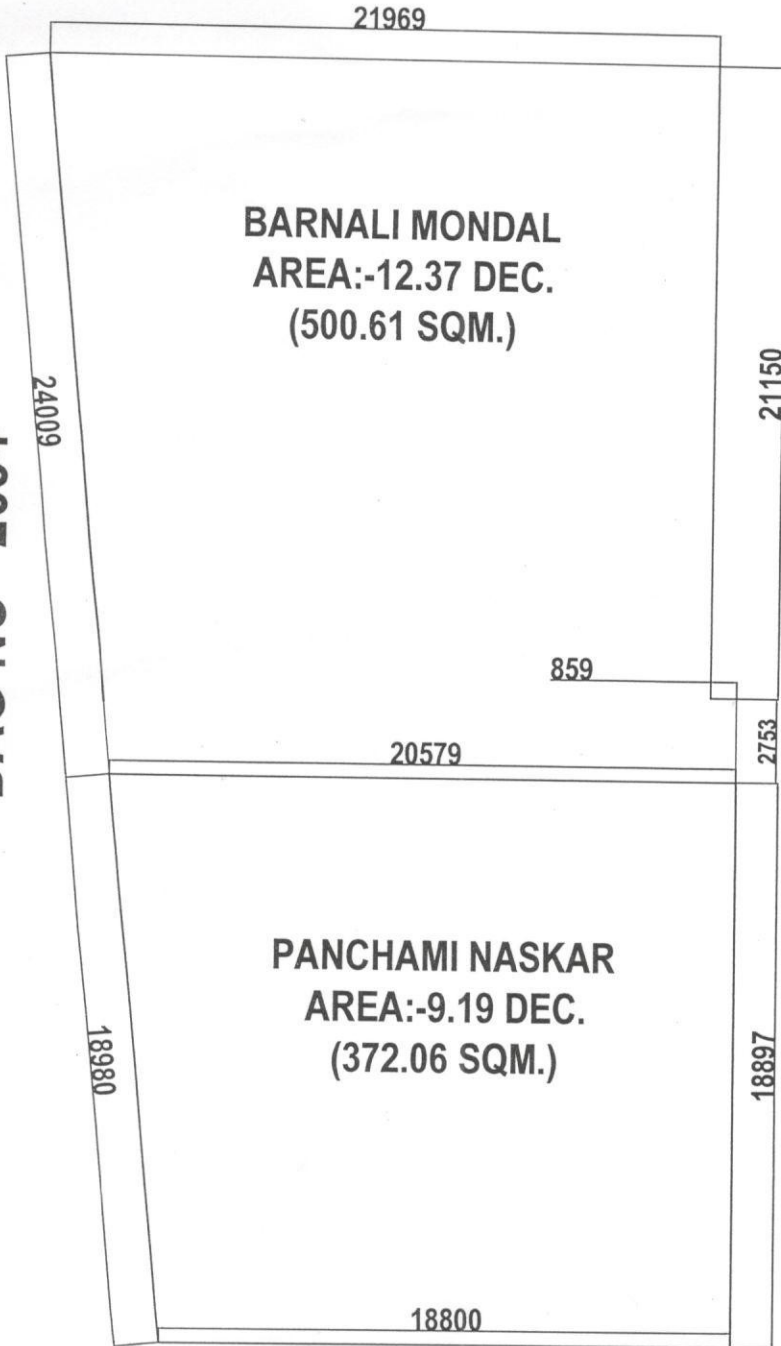 21969
BARNALI MONDAL
AREA:-12.37 DEC.
(500.61 SQM.)
21150
24009
859
2753
20579
PANCHAMI NASKAR
AREA:-9.19 DEC.
(372.06 SQM.)
18980
18897
18800